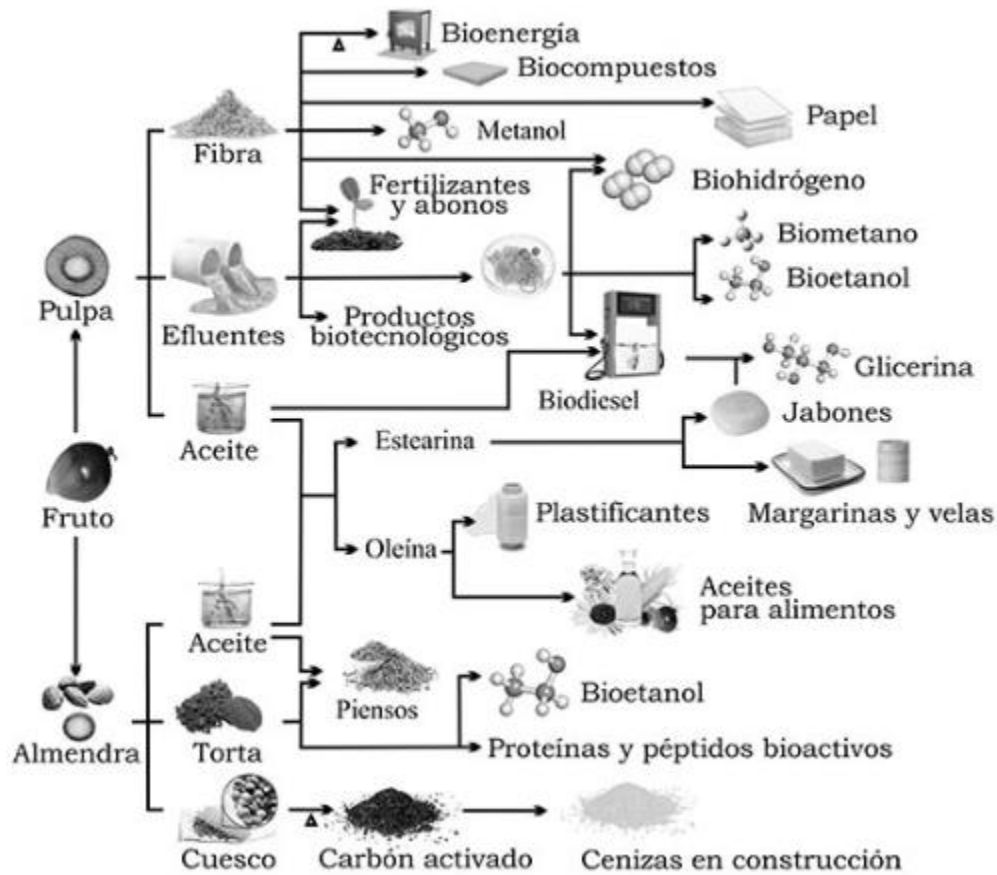 Bioenergía
Δ
Biocompuestos
Papel
Metanol
Fibra
Biohidrógeno
Fertilizantes
y abonos
Biometano
Bioetanol
Pulpa
Efluentes
Productos
biotecnológicos
Glicerina
Biodiesel
Jabones
Aceite
Estearina
Margarinas y velas
Fruto
Plastificantes
Oleína
Aceites
para alimentos
Aceite
Bioetanol
Piensos
Almendra
Torta
Proteínas y péptidos bioactivos
Δ
Cuesco
Carbón activado
Cenizas en construcción